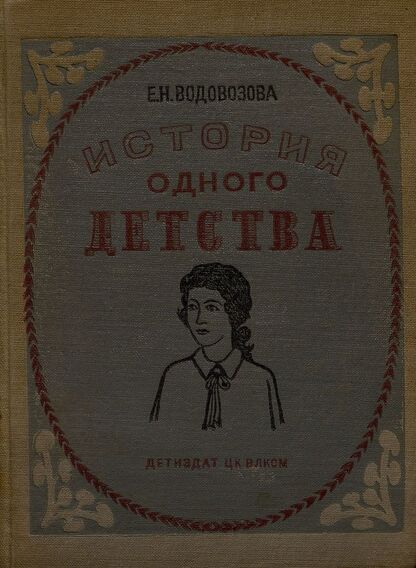 Е.Н.ВОДОВОЗОВА
ИСТОРИЯ
ОДНОГО
ДЕТСТВА
ДЕТИЗДАТ ЦК ВЛКСМ